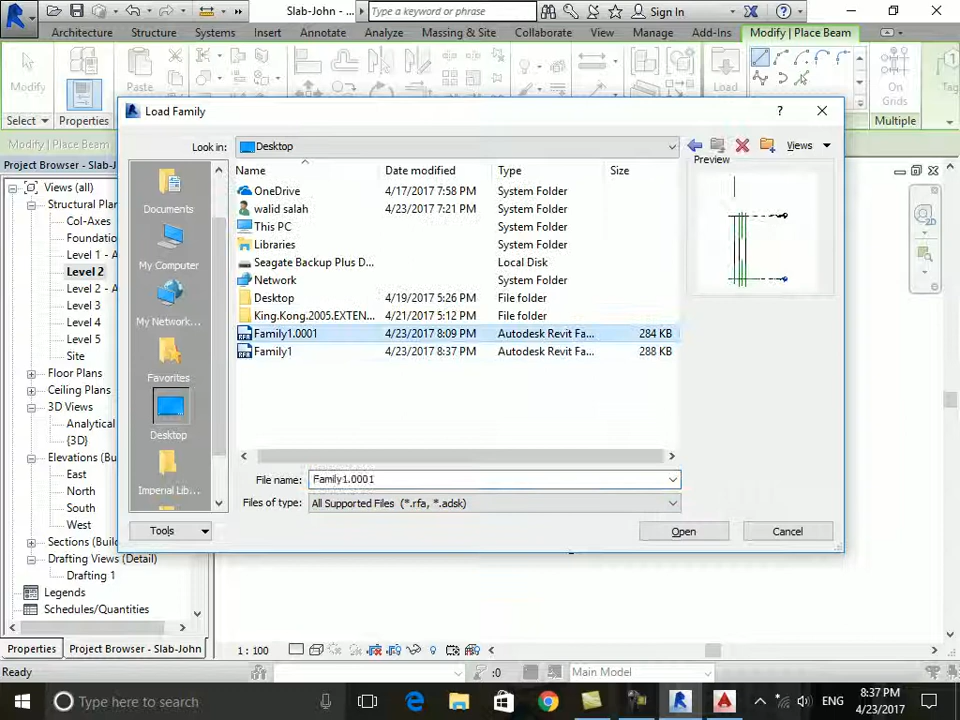 Slab-John - ...
Type a keyword or phrase
Sign In
Architecture Structure Systems Insert Annotate Analyze Massing & Site Collaborate View Manage Add-Ins Modify | Place Beam
Modify Paste Load On Tag
Grids
Select Properties Multiple
Modify | Place Beam
Project Browser - Slab-J
Views (all)
Structural Plar
Col-Axes
Foundatio
Level 1 - A
Level 2
Level 2 - A
Level 3
Level 4
Level 5
Site
Floor Plans
Ceiling Plans
3D Views
Analytical
{3D}
Elevations (Bu
East
North
South
West
Sections (Buil
Drafting Views (Detail)
Drafting 1
Legends
Schedules/Quantities
Properties Project Browser - Slab-John
Load Family
Look in: Desktop Views
Documents
My Computer
My Network...
Favorites
Desktop
Imperial Lib...
Name Date modified Type Size
OneDrive 4/17/2017 7:58 PM System Folder
walid salah 4/23/2017 7:21 PM System Folder
This PC System Folder
Libraries System Folder
Seagate Backup Plus D... Local Disk
Network System Folder
Desktop 4/19/2017 5:26 PM File folder
King.Kong.2005.EXTEN... 4/21/2017 5:12 PM File folder
Family1.0001 4/23/2017 8:09 PM Autodesk Revit Fa... 284 KB
Family1 4/23/2017 8:37 PM Autodesk Revit Fa... 288 KB
Preview
File name: Family1.0001
Files of type: All Supported Files (*.rfa, *.adsk)
Tools Open Cancel
1 : 100
Ready :0 Main Model
Type here to search
ENG
8:37 PM
4/23/2017